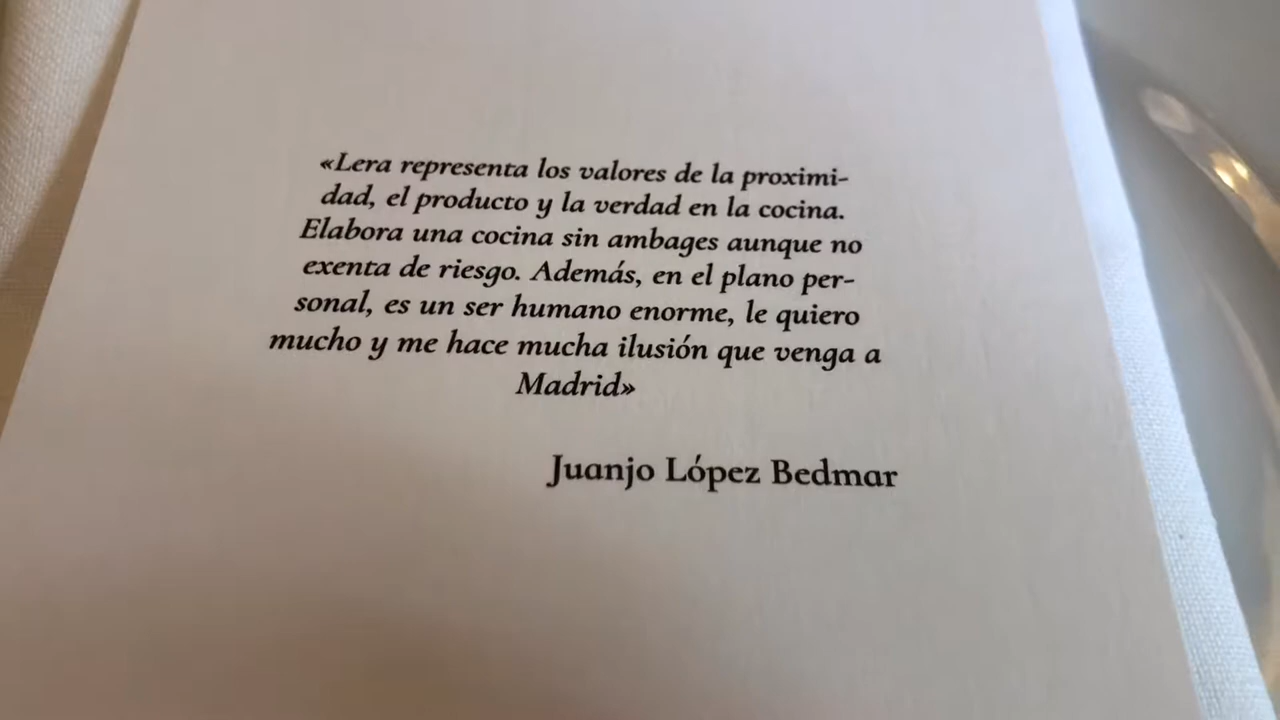 «Lera representa los valores de la proximi-
dad, el producto y la verdad en la cocina.
Elabora una cocina sin ambages aunque no
exenta de riesgo. Además, en el plano per-
sonal, es un ser humano enorme, le quiero
mucho y me hace mucha ilusión que venga a
Madrid»
Juanjo López Bedmar